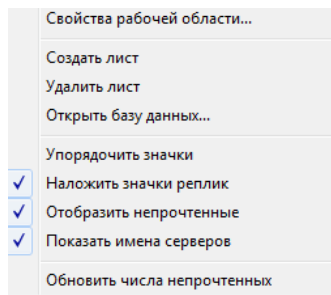 Свойства рабочей области...
Создать лист
Удалить лист
Открыть базу данных...
Упорядочить значки
Наложить значки реплик
Отобразить непрочтенные
Показать имена серверов
Обновить числа непрочтенных